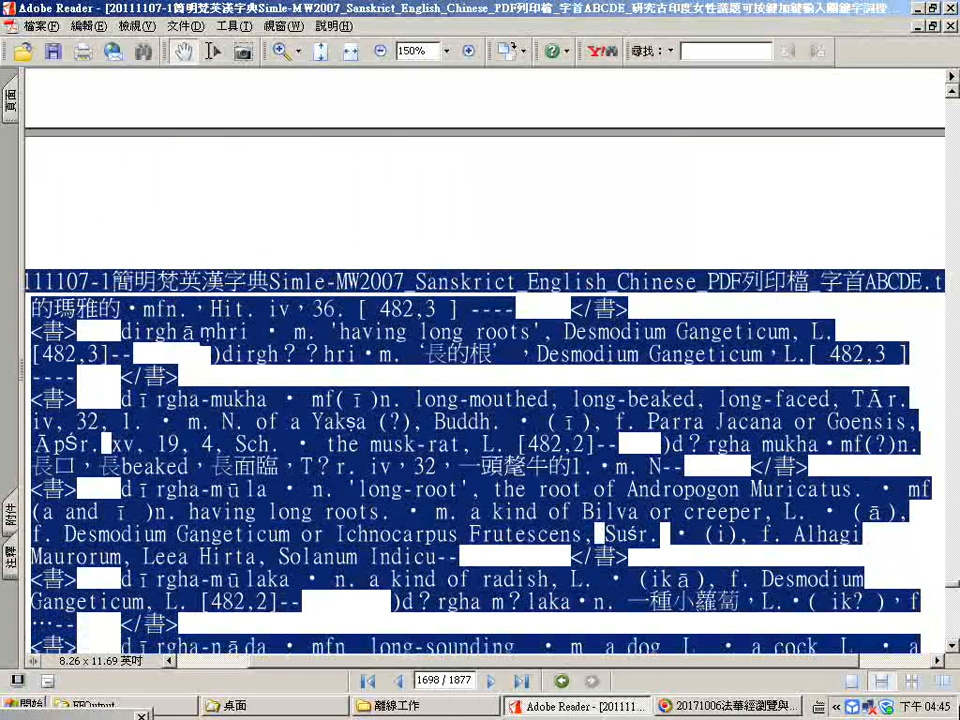 Adobe Reader - [20111107-1簡明梵英漢字典Simle-MW2007_Sanskrict_English_Chinese_PDF列印檔_字首ABCDE_研究古印度女性議題可按鍵加鍵輸入關鍵字詞搜
檔案(F) 編輯(E) 檢視(V) 文件(D) 工具(T) 視窗(W) 說明(H)
150% Y! 尋找:
頁面
111107-1簡明梵英漢字典Simle-MW2007_Sanskrict_English_Chinese_PDF列印檔_字首ABCDE.t
的瑪雅的·mfn.，Hit. iv，36. [ 482,3 ] ---- </書>
<書> dirghāṃhri · m. 'having long roots', Desmodium Gangeticum, L.
[482,3]-- )dirgh??hri·m. ‘長的根’，Desmodium Gangeticum，L.[ 482,3 ]
---- </書>
<書> dīrgha-mukha · mf(ī)n. long-mouthed, long-beaked, long-faced, TĀr.
iv, 32, 1. · m. N. of a Yakṣa (?), Buddh. · (ī), f. Parra Jacana or Goensis,
ĀpŚr. xv, 19, 4, Sch. · the musk-rat, L. [482,2]-- )d?rgha mukha·mf(?)n.
長口，長beaked，長面臨，T?r. iv，32，一頭氂牛的1.·m. N-- </書>
<書> dīrgha-mūla · n. 'long-root', the root of Andropogon Muricatus. · mf
(a and ī )n. having long roots. · m. a kind of Bilva or creeper, L. · (ā),
f. Desmodium Gangeticum or Ichnocarpus Frutescens, Suśr. · (i), f. Alhagi
Maurorum, Leea Hirta, Solanum Indicu-- </書>
<書> dīrgha-mūlaka · n. a kind of radish, L. · (ikā), f. Desmodium
Gangeticum, L. [482,2]-- )d?rgha m?laka·n. 一種小蘿蔔，L.·( ik? )，f
…-- </書>
<書> dīrgha-nāda · mfn. long-sounding · m. a dog, L. · a cock, L. · a
附件
注釋
8.26 x 11.69 英吋
1698 / 1877
開始 FFOutput 桌面 離線工作 Adobe Reader - [201111... 20171006法華經瀏覽與... 下午 04:45